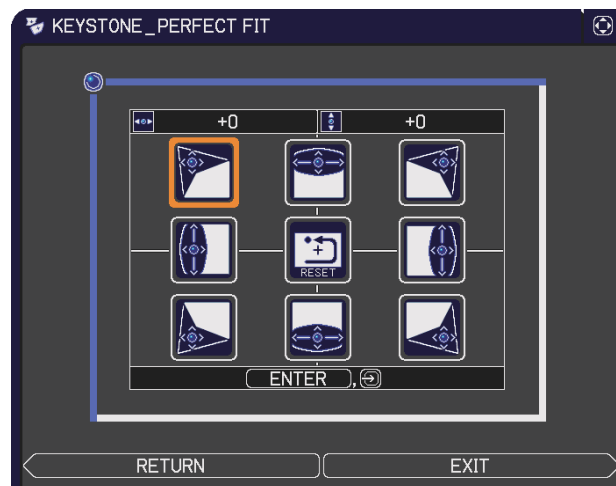 KEYSTONE_PERFECT FIT
+0 +0
RESET
ENTER ,
RETURN EXIT